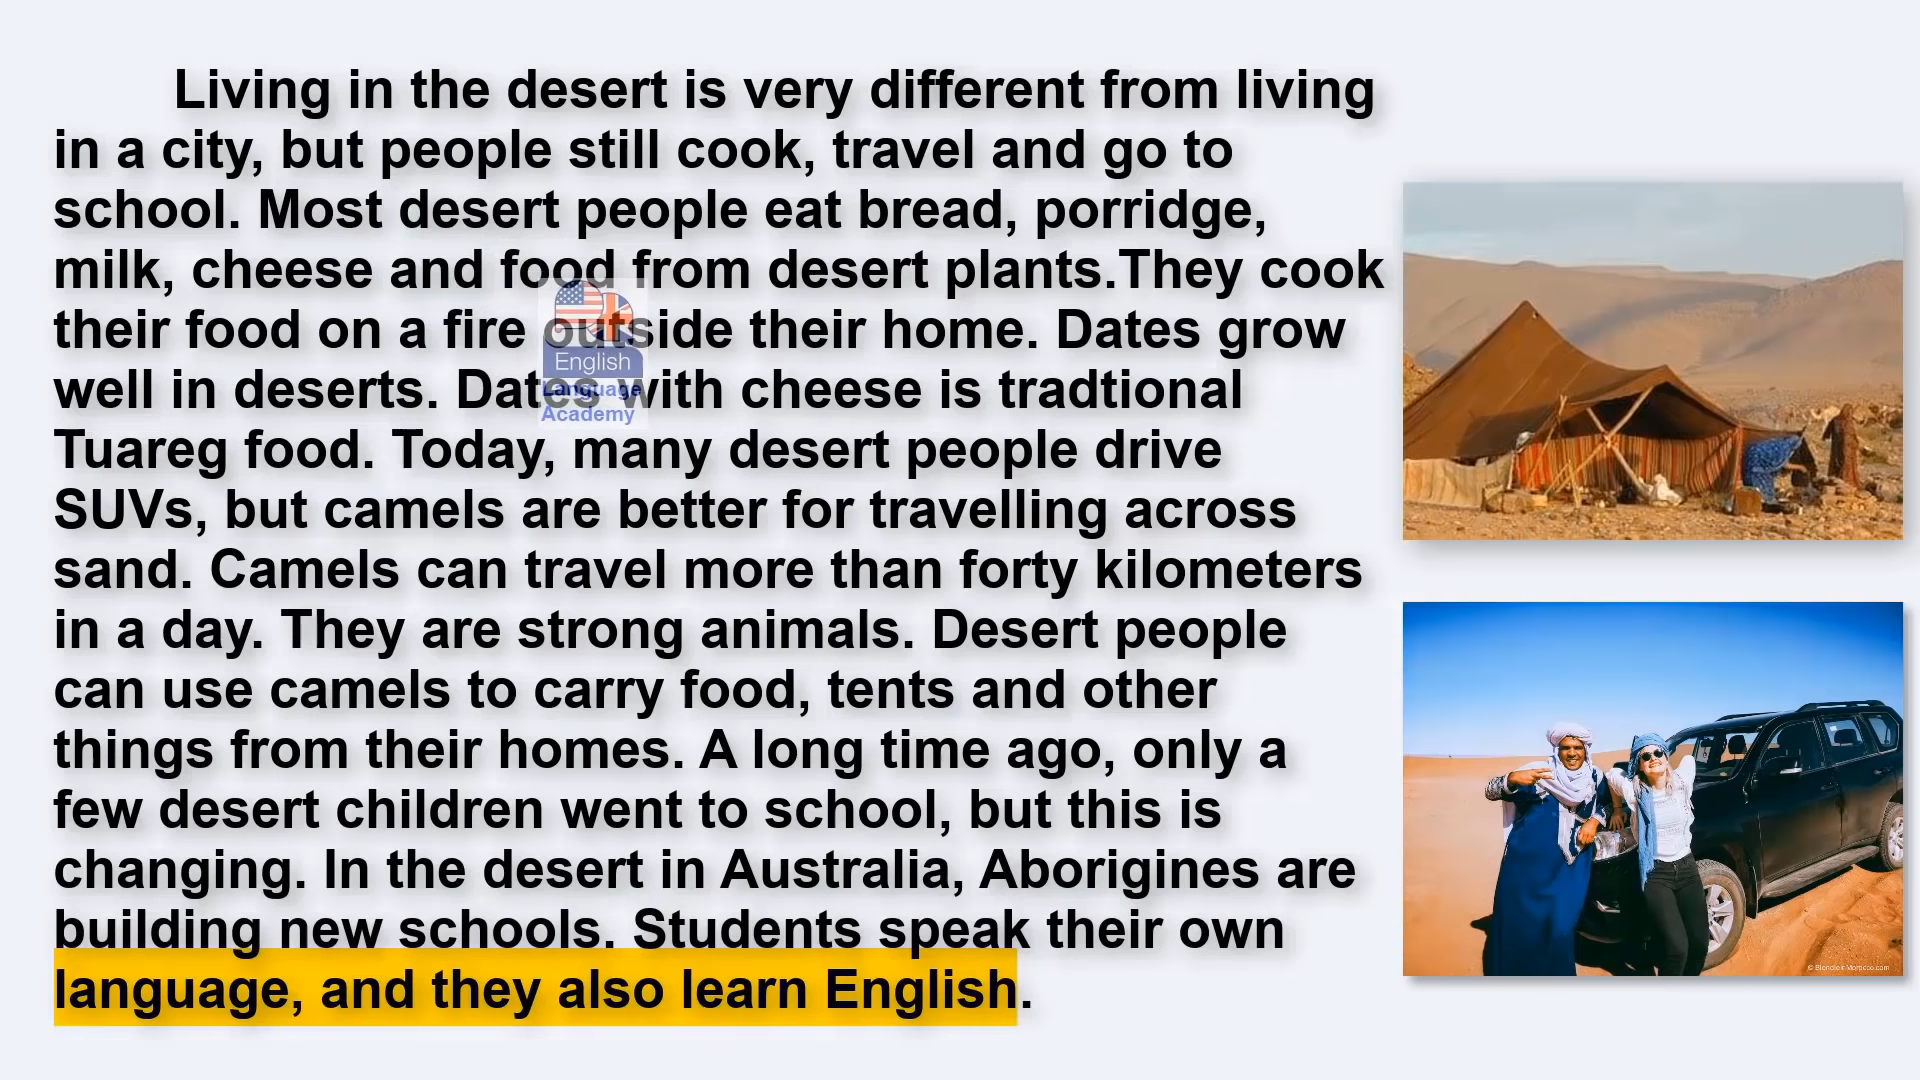 Living in the desert is very different from living
in a city, but people still cook, travel and go to
school. Most desert people eat bread, porridge,
milk, cheese and food from desert plants.They cook
their food on a fire outside their home. Dates grow
well in deserts. Dates with cheese is tradtional
Tuareg food. Today, many desert people drive
SUVs, but camels are better for travelling across
sand. Camels can travel more than forty kilometers
in a day. They are strong animals. Desert people
can use camels to carry food, tents and other
things from their homes. A long time ago, only a
few desert children went to school, but this is
changing. In the desert in Australia, Aborigines are
building new schools. Students speak their own
language, and they also learn English.
English
Language
Academy
© Blondie in Morocco.com